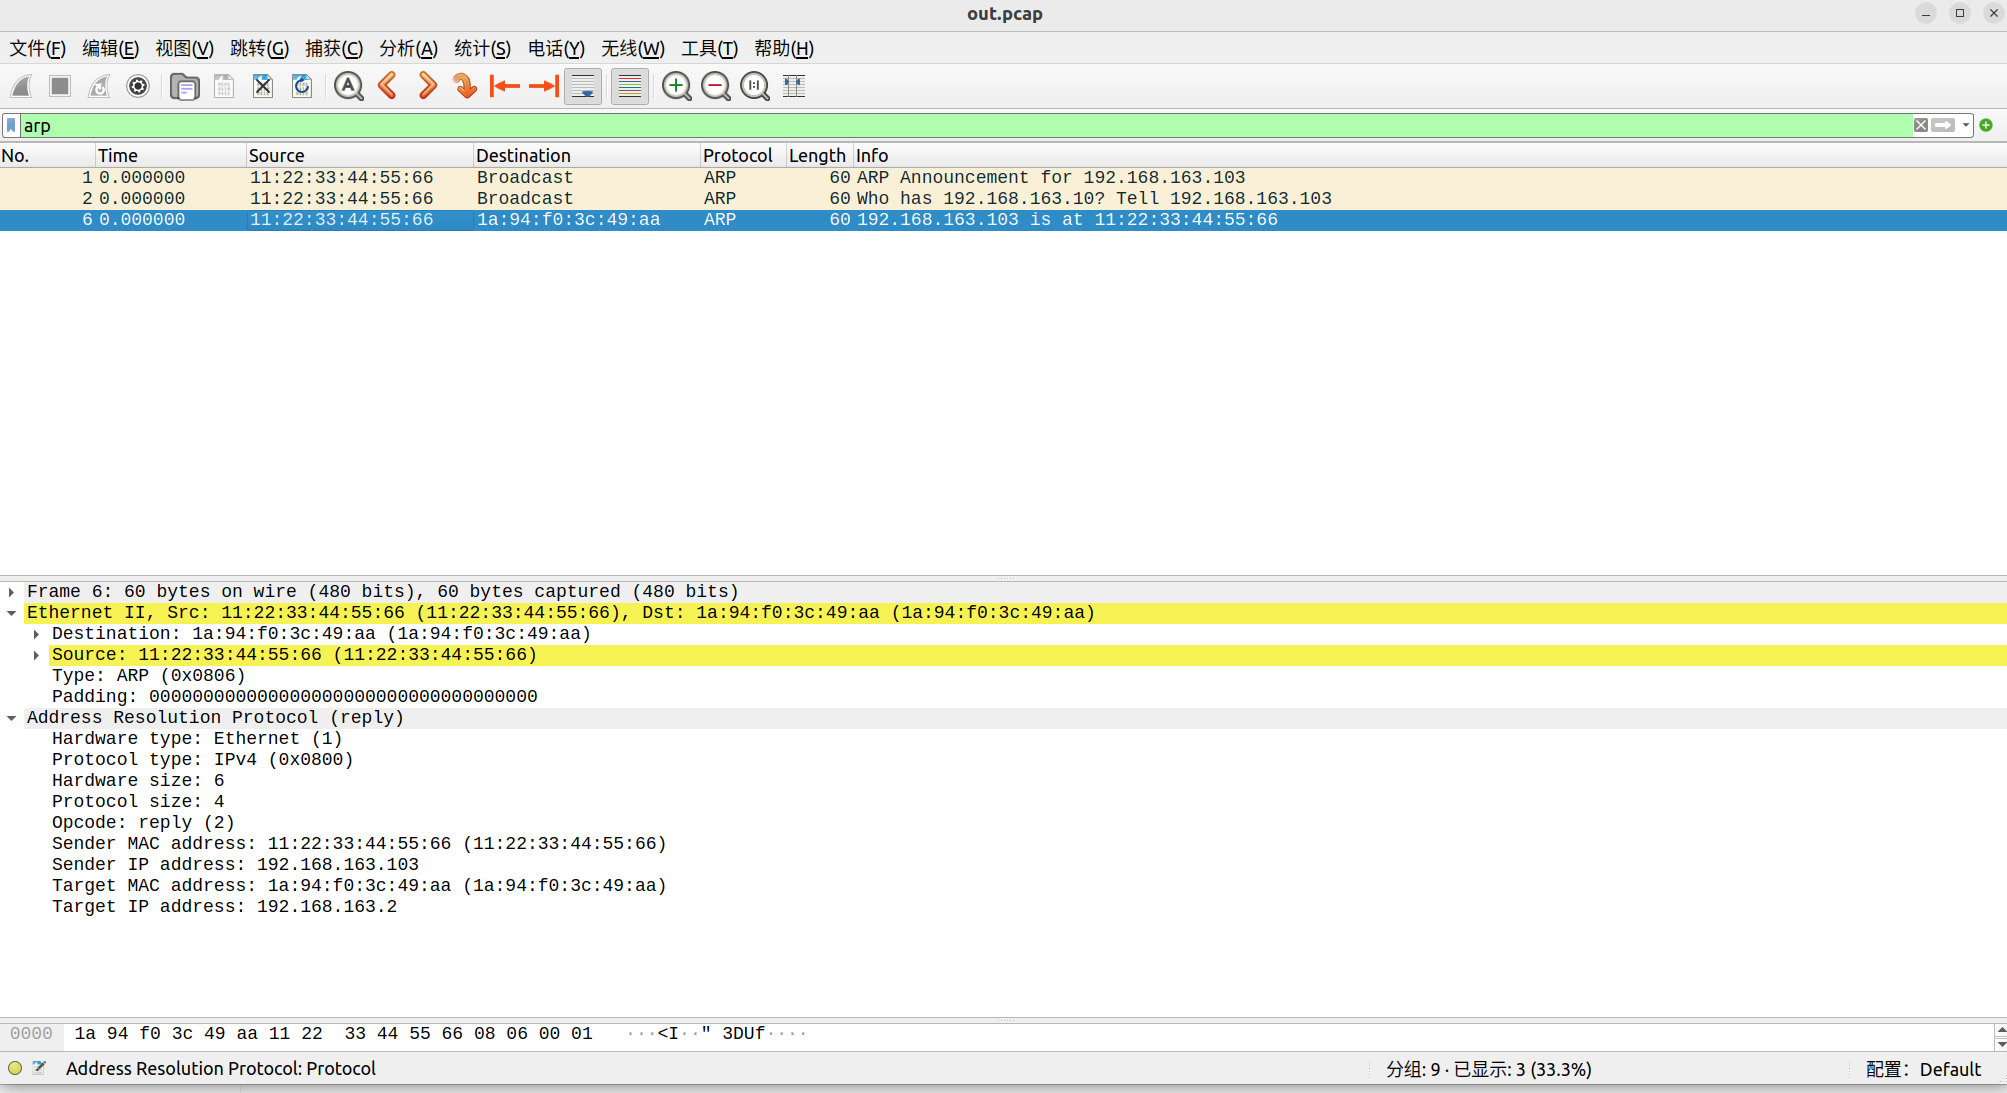 out.pcap
文件(F) 编辑(E) 视图(V) 跳转(G) 捕获(C) 分析(A) 统计(S) 电话(Y) 无线(W) 工具(T) 帮助(H)
arp
No. Time Source Destination Protocol Length Info
1 0.000000 11:22:33:44:55:66 Broadcast ARP 60 ARP Announcement for 192.168.163.103
2 0.000000 11:22:33:44:55:66 Broadcast ARP 60 Who has 192.168.163.10? Tell 192.168.163.103
6 0.000000 11:22:33:44:55:66 1a:94:f0:3c:49:aa ARP 60 192.168.163.103 is at 11:22:33:44:55:66
Frame 6: 60 bytes on wire (480 bits), 60 bytes captured (480 bits)
Ethernet II, Src: 11:22:33:44:55:66 (11:22:33:44:55:66), Dst: 1a:94:f0:3c:49:aa (1a:94:f0:3c:49:aa)
Destination: 1a:94:f0:3c:49:aa (1a:94:f0:3c:49:aa)
Source: 11:22:33:44:55:66 (11:22:33:44:55:66)
Type: ARP (0x0806)
Padding: 000000000000000000000000000000000000
Address Resolution Protocol (reply)
Hardware type: Ethernet (1)
Protocol type: IPv4 (0x0800)
Hardware size: 6
Protocol size: 4
Opcode: reply (2)
Sender MAC address: 11:22:33:44:55:66 (11:22:33:44:55:66)
Sender IP address: 192.168.163.103
Target MAC address: 1a:94:f0:3c:49:aa (1a:94:f0:3c:49:aa)
Target IP address: 192.168.163.2
0000 1a 94 f0 3c 49 aa 11 22 33 44 55 66 08 06 00 01 ···<I··" 3DUf····
Address Resolution Protocol: Protocol 分组: 9 · 已显示: 3 (33.3%) 配置: Default